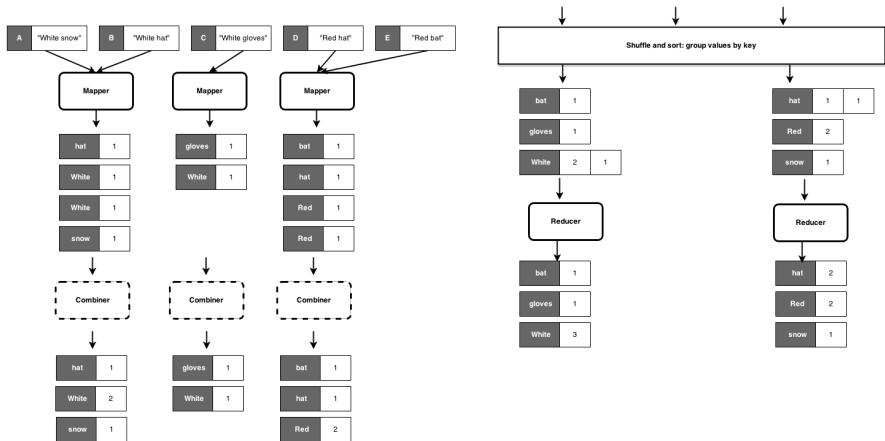 A "White snow" B "White hat" C "White gloves" D "Red hat" E "Red bat"
Mapper Mapper Mapper
hat 1 gloves 1 bat 1
White 1 White 1 hat 1
White 1 Red 1
snow 1 Red 1
Combiner Combiner Combiner
hat 1 gloves 1 bat 1
White 2 White 1 hat 1
snow 1 Red 2
Shuffle and sort: group values by key
bat 1 hat 1 1
gloves 1 Red 2
White 2 1 snow 1
Reducer Reducer
bat 1 hat 2
gloves 1 Red 2
White 3 snow 1